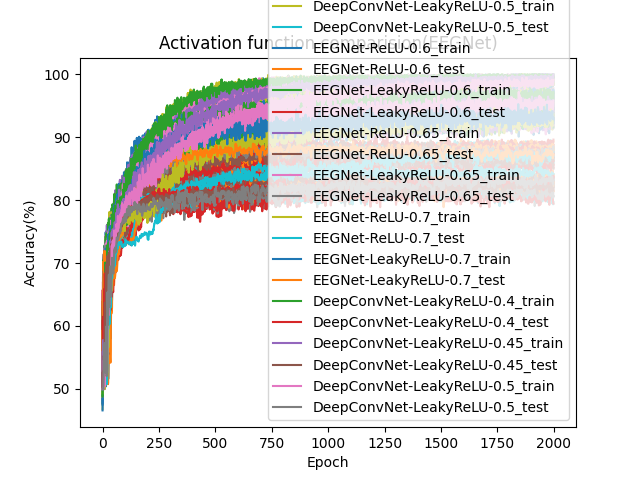 DeepConvNet-LeakyReLU-0.5_train
DeepConvNet-LeakyReLU-0.5_test
Activation function comparision(EEGNet)
EEGNet-ReLU-0.6_train
EEGNet-ReLU-0.6_test
EEGNet-LeakyReLU-0.6_train
EEGNet-LeakyReLU-0.6_test
EEGNet-ReLU-0.65_train
EEGNet-ReLU-0.65_test
EEGNet-LeakyReLU-0.65_train
EEGNet-LeakyReLU-0.65_test
EEGNet-ReLU-0.7_train
EEGNet-ReLU-0.7_test
EEGNet-LeakyReLU-0.7_train
EEGNet-LeakyReLU-0.7_test
DeepConvNet-LeakyReLU-0.4_train
DeepConvNet-LeakyReLU-0.4_test
DeepConvNet-LeakyReLU-0.45_train
DeepConvNet-LeakyReLU-0.45_test
DeepConvNet-LeakyReLU-0.5_train
DeepConvNet-LeakyReLU-0.5_test
Accuracy(%)
100
90
80
70
60
50
0 250 500 750 1000 1250 1500 1750 2000
Epoch